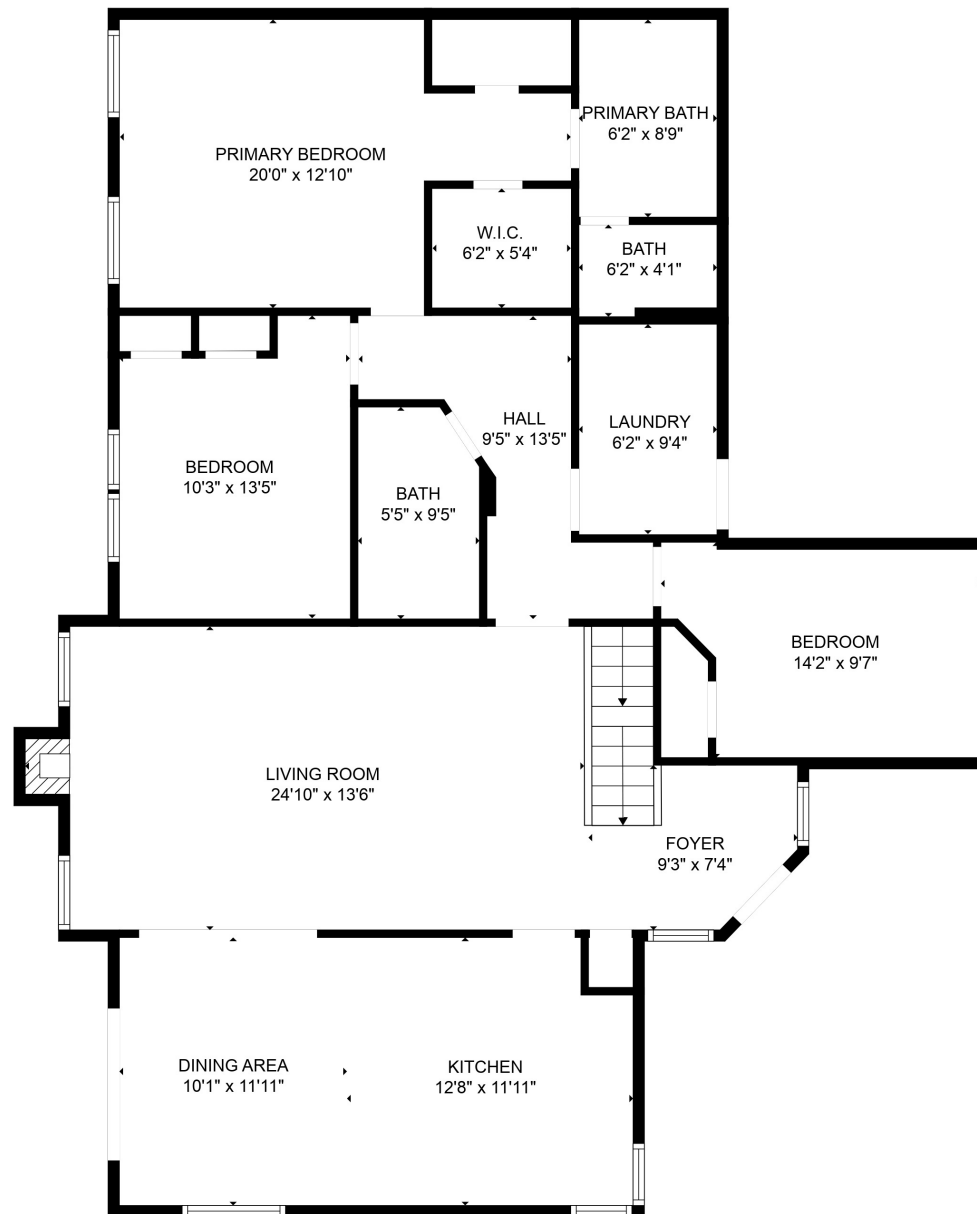 PRIMARY BATH
6'2" x 8'9"
PRIMARY BEDROOM
20'0" x 12'10"
W.I.C.
6'2" x 5'4"
BATH
6'2" x 4'1"
HALL
9'5" x 13'5"
LAUNDRY
6'2" x 9'4"
BEDROOM
10'3" x 13'5"
BATH
5'5" x 9'5"
BEDROOM
14'2" x 9'7"
LIVING ROOM
24'10" x 13'6"
FOYER
9'3" x 7'4"
DINING AREA
10'1" x 11'11"
KITCHEN
12'8" x 11'11"